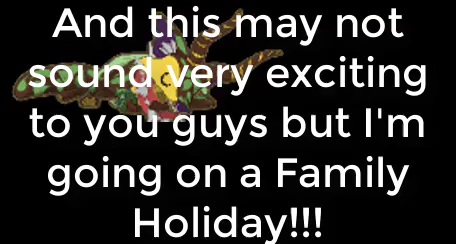 And this may not
sound very exciting
to you guys but I'm
going on a Family
Holiday!!!